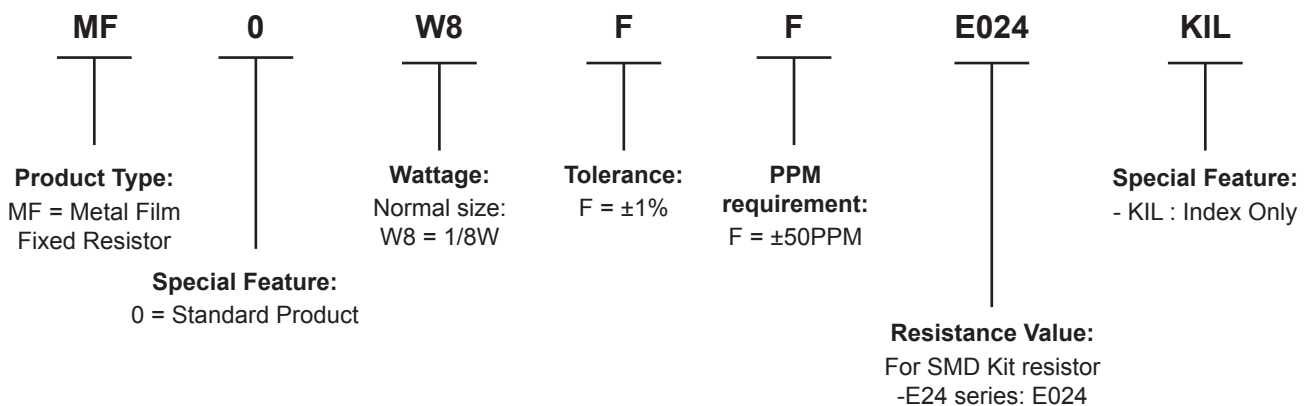 MF 0 W8 F F E024 KIL
Product Type:
MF = Metal Film
Fixed Resistor
Special Feature:
0 = Standard Product
Wattage:
Normal size:
W8 = 1/8W
Tolerance:
F = ±1%
PPM
requirement:
F = ±50PPM
Resistance Value:
For SMD Kit resistor
-E24 series: E024
Special Feature:
- KIL : Index Only